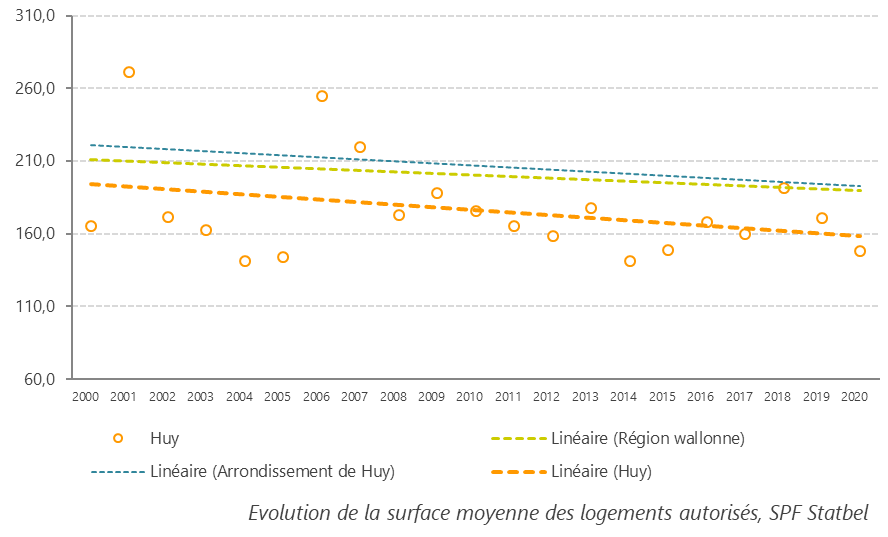 310,0
260,0
210,0
160,0
110,0
60,0
2000 2001 2002 2003 2004 2005 2006 2007 2008 2009 2010 2011 2012 2013 2014 2015 2016 2017 2018 2019 2020
Huy Linéaire (Région wallonne)
Linéaire (Arrondissement de Huy) Linéaire (Huy)
Evolution de la surface moyenne des logements autorisés, SPF Statbel